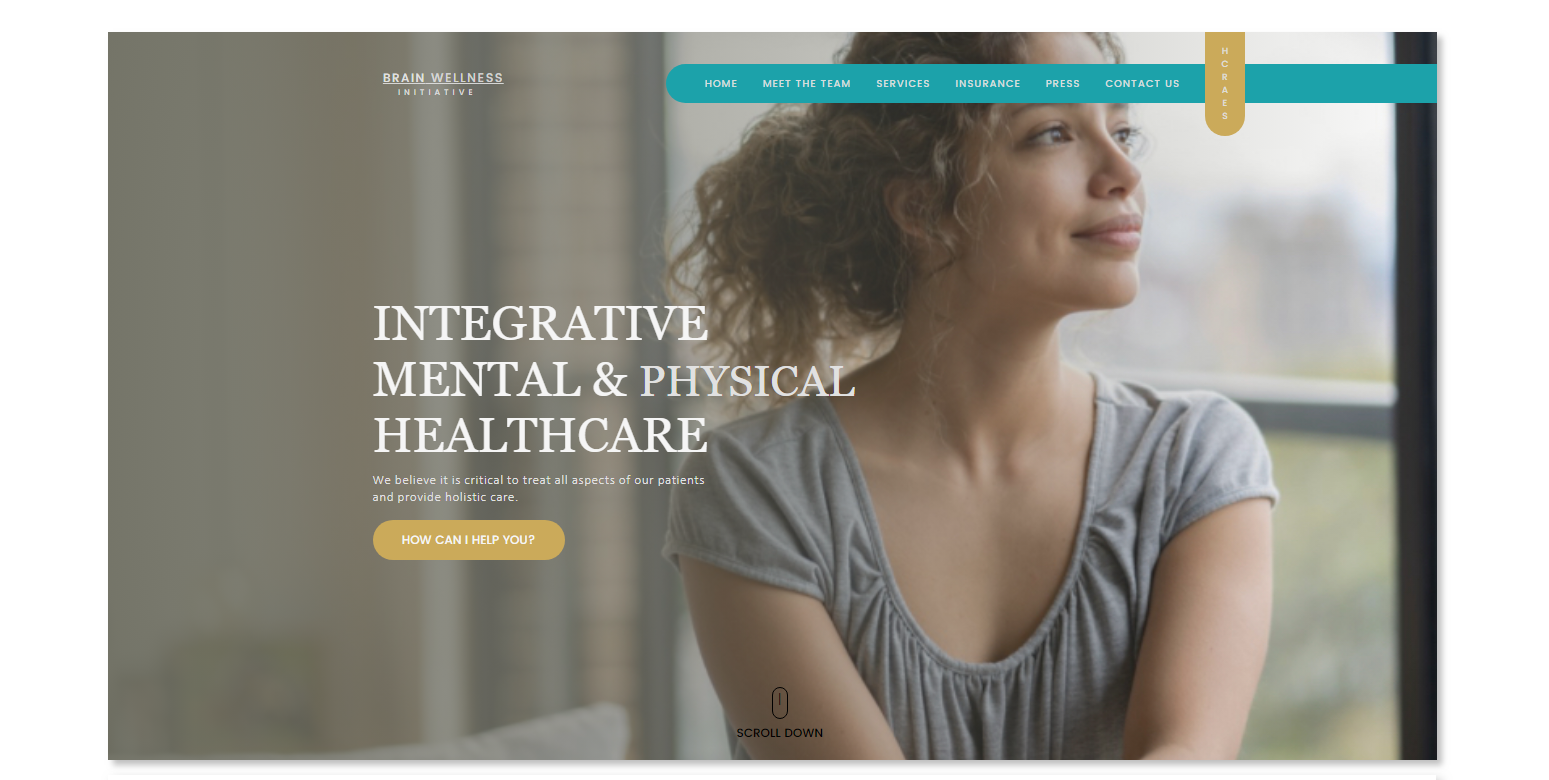 BRAIN WELLNESS
INITIATIVE
HOME MEET THE TEAM SERVICES INSURANCE PRESS CONTACT US
H
C
R
A
E
S
INTEGRATIVE
MENTAL & PHYSICAL
HEALTHCARE
We believe it is critical to treat all aspects of our patients
and provide holistic care.
HOW CAN I HELP YOU?
SCROLL DOWN